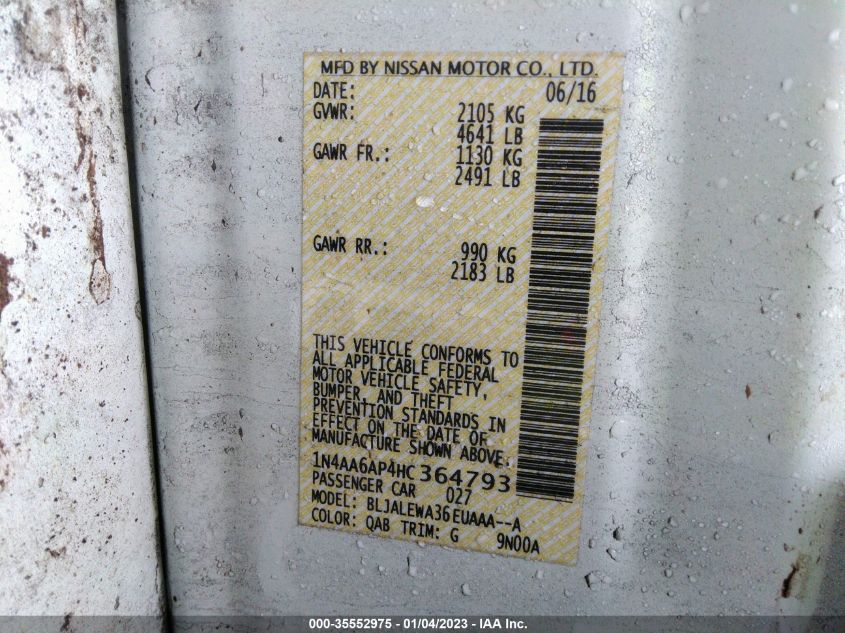 MFD BY NISSAN MOTOR CO., LTD.
DATE: 06/16
GVWR: 2105 KG
4641 LB
GAWR FR.: 1130 KG
2491 LB
GAWR RR.: 990 KG
2183 LB
THIS VEHICLE CONFORMS TO
ALL APPLICABLE FEDERAL
MOTOR VEHICLE SAFETY,
BUMPER, AND THEFT
PREVENTION STANDARDS IN
EFFECT ON THE DATE OF
MANUFACTURE SHOWN ABOVE.
1N4AA6AP4HC364793
PASSENGER CAR 027
MODEL: BLJALEWA36EUAAA--A
COLOR: QAB TRIM: G 9N00A
000-35552975 - 01/04/2023 - IAA Inc.